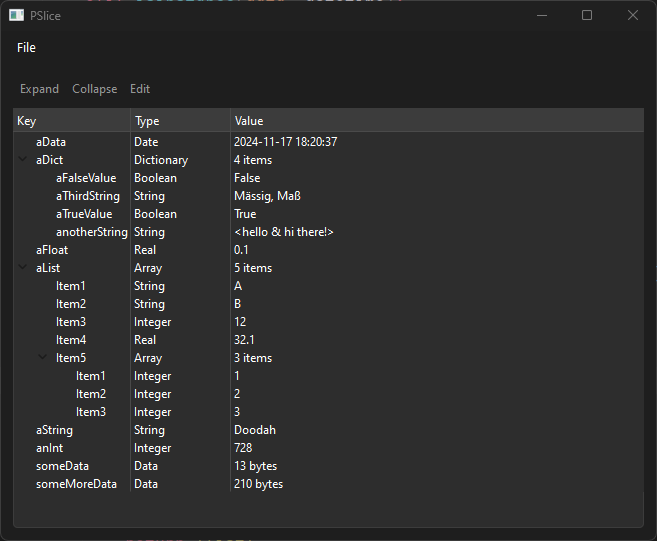 PSlice
File
Expand Collapse Edit
Key Type Value
aData Date 2024-11-17 18:20:37
aDict Dictionary 4 items
aFalseValue Boolean False
aThirdString String Mässig, Maß
aTrueValue Boolean True
anotherString String <hello & hi there!>
aFloat Real 0.1
aList Array 5 items
Item1 String A
Item2 String B
Item3 Integer 12
Item4 Real 32.1
Item5 Array 3 items
Item1 Integer 1
Item2 Integer 2
Item3 Integer 3
aString String Doodah
anInt Integer 728
someData Data 13 bytes
someMoreData Data 210 bytes